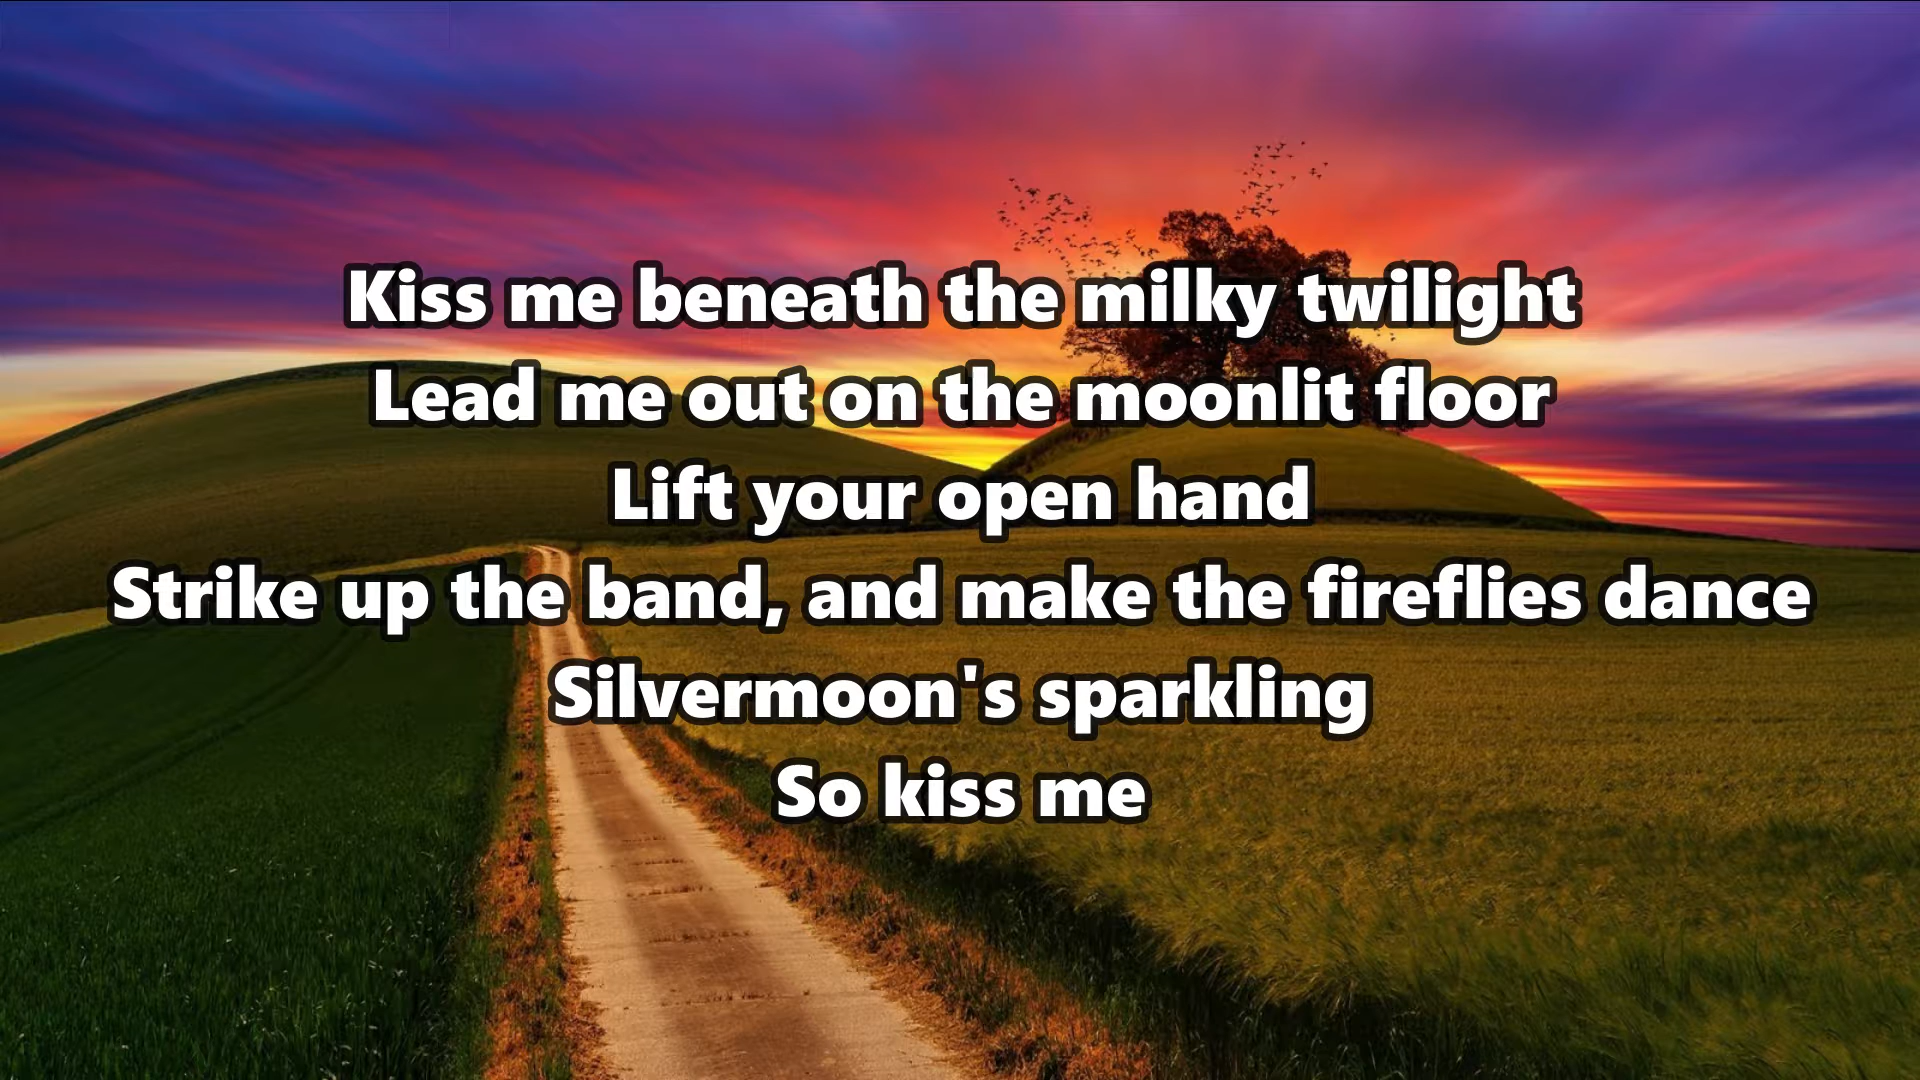 Kiss me beneath the milky twilight
Lead me out on the moonlit floor
Lift your open hand
Strike up the band, and make the fireflies dance
Silvermoon's sparkling
So kiss me